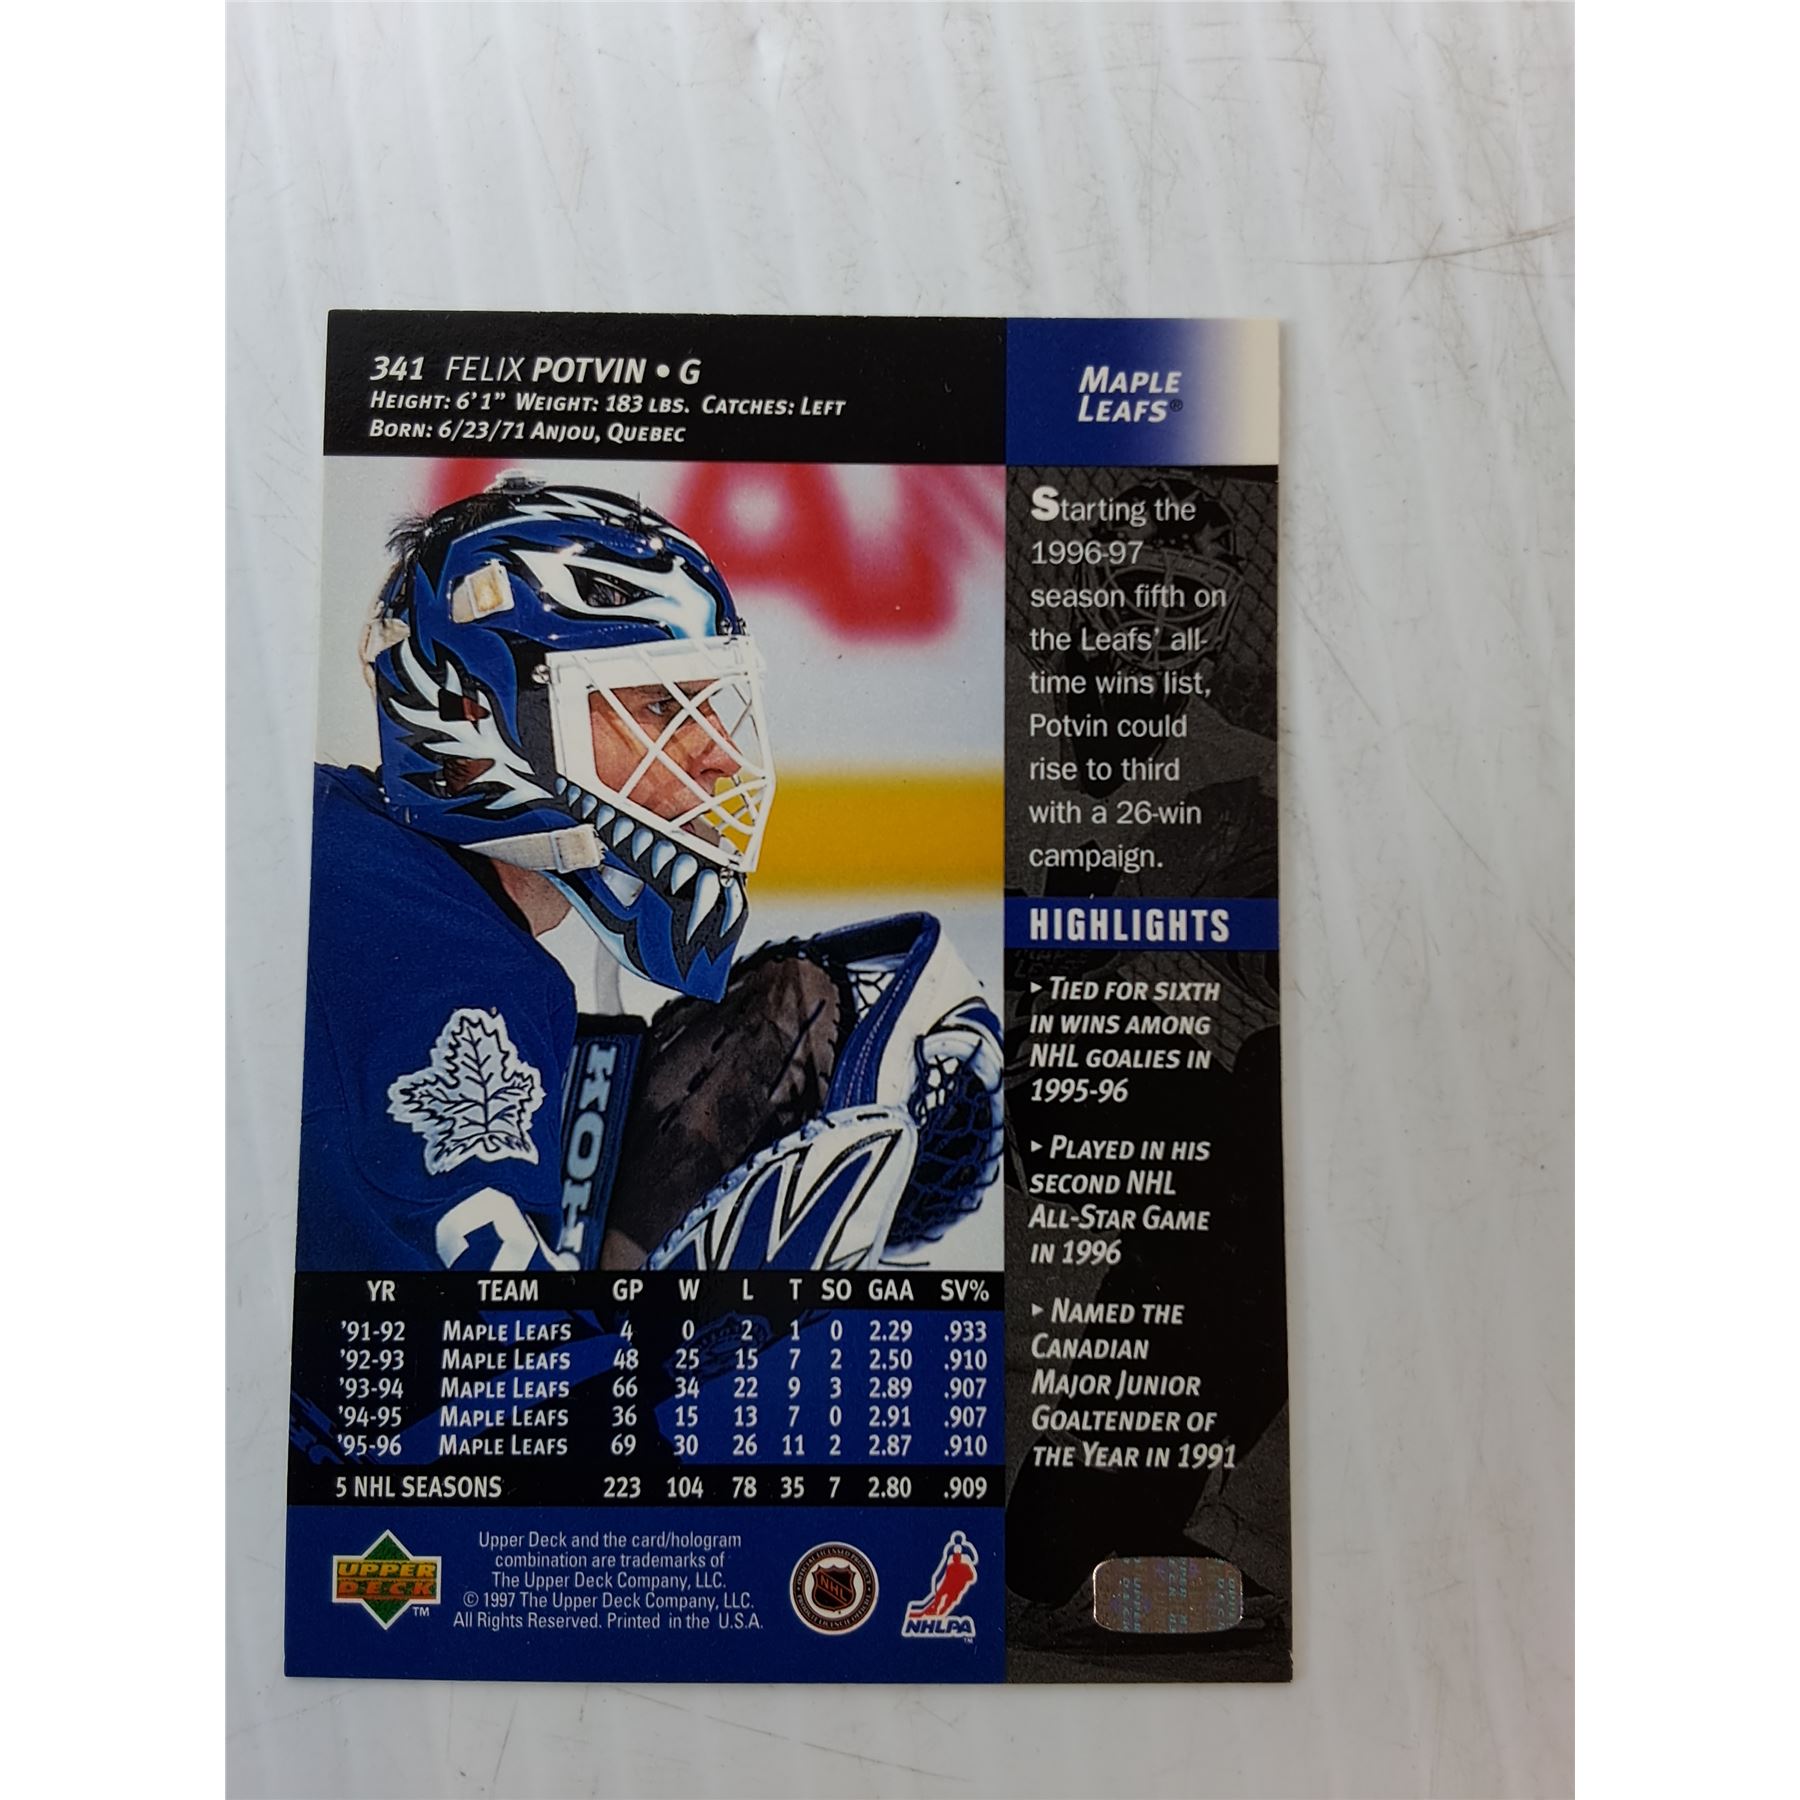 341 FELIX POTVIN • G
HEIGHT: 6'1" WEIGHT: 183 LBS. CATCHES: LEFT
BORN: 6/23/71 ANJOU, QUEBEC
MAPLE
LEAFS®
Starting the
1996-97
season fifth on
the Leafs' all-
time wins list,
Potvin could
rise to third
with a 26-win
campaign.
HIGHLIGHTS
▸ TIED FOR SIXTH
IN WINS AMONG
NHL GOALIES IN
1995-96
▸ PLAYED IN HIS
SECOND NHL
ALL-STAR GAME
IN 1996
▸ NAMED THE
CANADIAN
MAJOR JUNIOR
GOALTENDER OF
THE YEAR IN 1991
KOH
YR TEAM GP W L T SO GAA SV%
'91-92 MAPLE LEAFS 4 0 2 1 0 2.29 .933
'92-93 MAPLE LEAFS 48 25 15 7 2 2.50 .910
'93-94 MAPLE LEAFS 66 34 22 9 3 2.89 .907
'94-95 MAPLE LEAFS 36 15 13 7 0 2.91 .907
'95-96 MAPLE LEAFS 69 30 26 11 2 2.87 .910
5 NHL SEASONS 223 104 78 35 7 2.80 .909
UPPER
DECK™
Upper Deck and the card/hologram
combination are trademarks of
The Upper Deck Company, LLC.
© 1997 The Upper Deck Company, LLC.
All Rights Reserved. Printed in the U.S.A.
NHL
NHLPA™